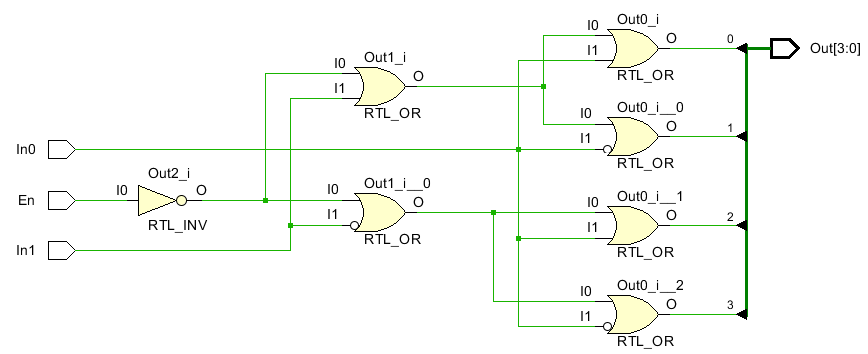 Out0_i
I0 O
I1
RTL_OR
0
Out[3:0]
Out1_i
I0 O
I1
RTL_OR
Out0_i__0
I0 O
I1
RTL_OR
1
In0
Out2_i
En
I0 O
RTL_INV
In1
Out1_i__0
I0 O
I1
RTL_OR
Out0_i__1
I0 O
I1
RTL_OR
2
Out0_i__2
I0 O
I1
RTL_OR
3